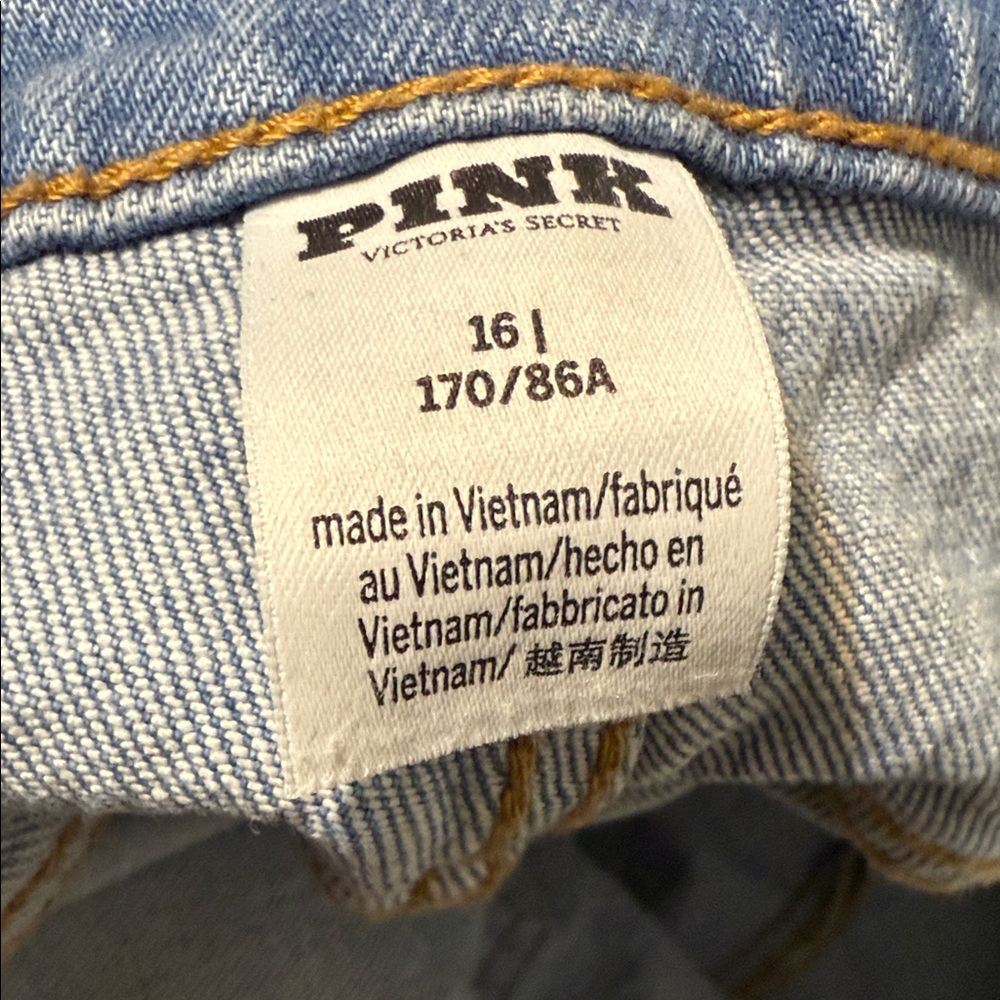 PINK
VICTORIA'S SECRET
16 |
170/86A
made in Vietnam/fabriqué
au Vietnam/hecho en
Vietnam/fabbricato in
Vietnam/ 越南制造